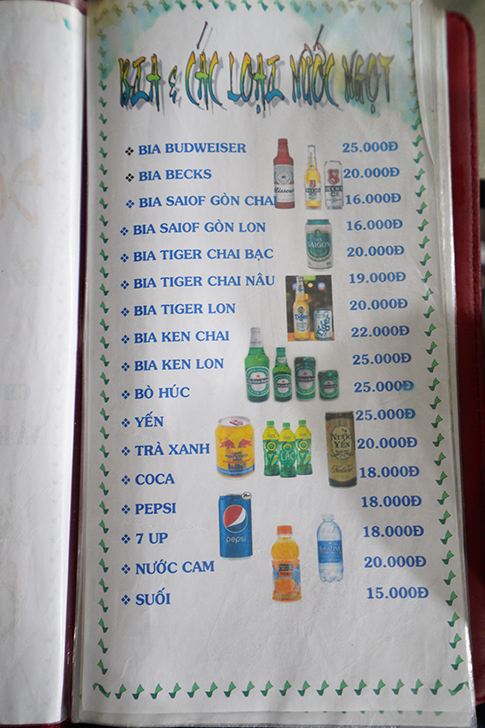 BIA & CÁC LOẠI NƯỚC NGỌT
BIA BUDWEISER 25.000Đ
BIA BECKS 20.000Đ
BIA SAIOF GÒN CHAI 16.000Đ
BIA SAIOF GÒN LON 16.000Đ
BIA TIGER CHAI BẠC 20.000Đ
BIA TIGER CHAI NÂU 19.000Đ
BIA TIGER LON 20.000Đ
BIA KEN CHAI 22.000Đ
BIA KEN LON 25.000Đ
BÒ HÚC 25.000Đ
YẾN 25.000Đ
TRÀ XANH 20.000Đ
COCA 18.000Đ
PEPSI 18.000Đ
7 UP 18.000Đ
NƯỚC CAM 20.000Đ
SUỐI 15.000Đ
SAIGON
NƯỚC YẾN
pepsi